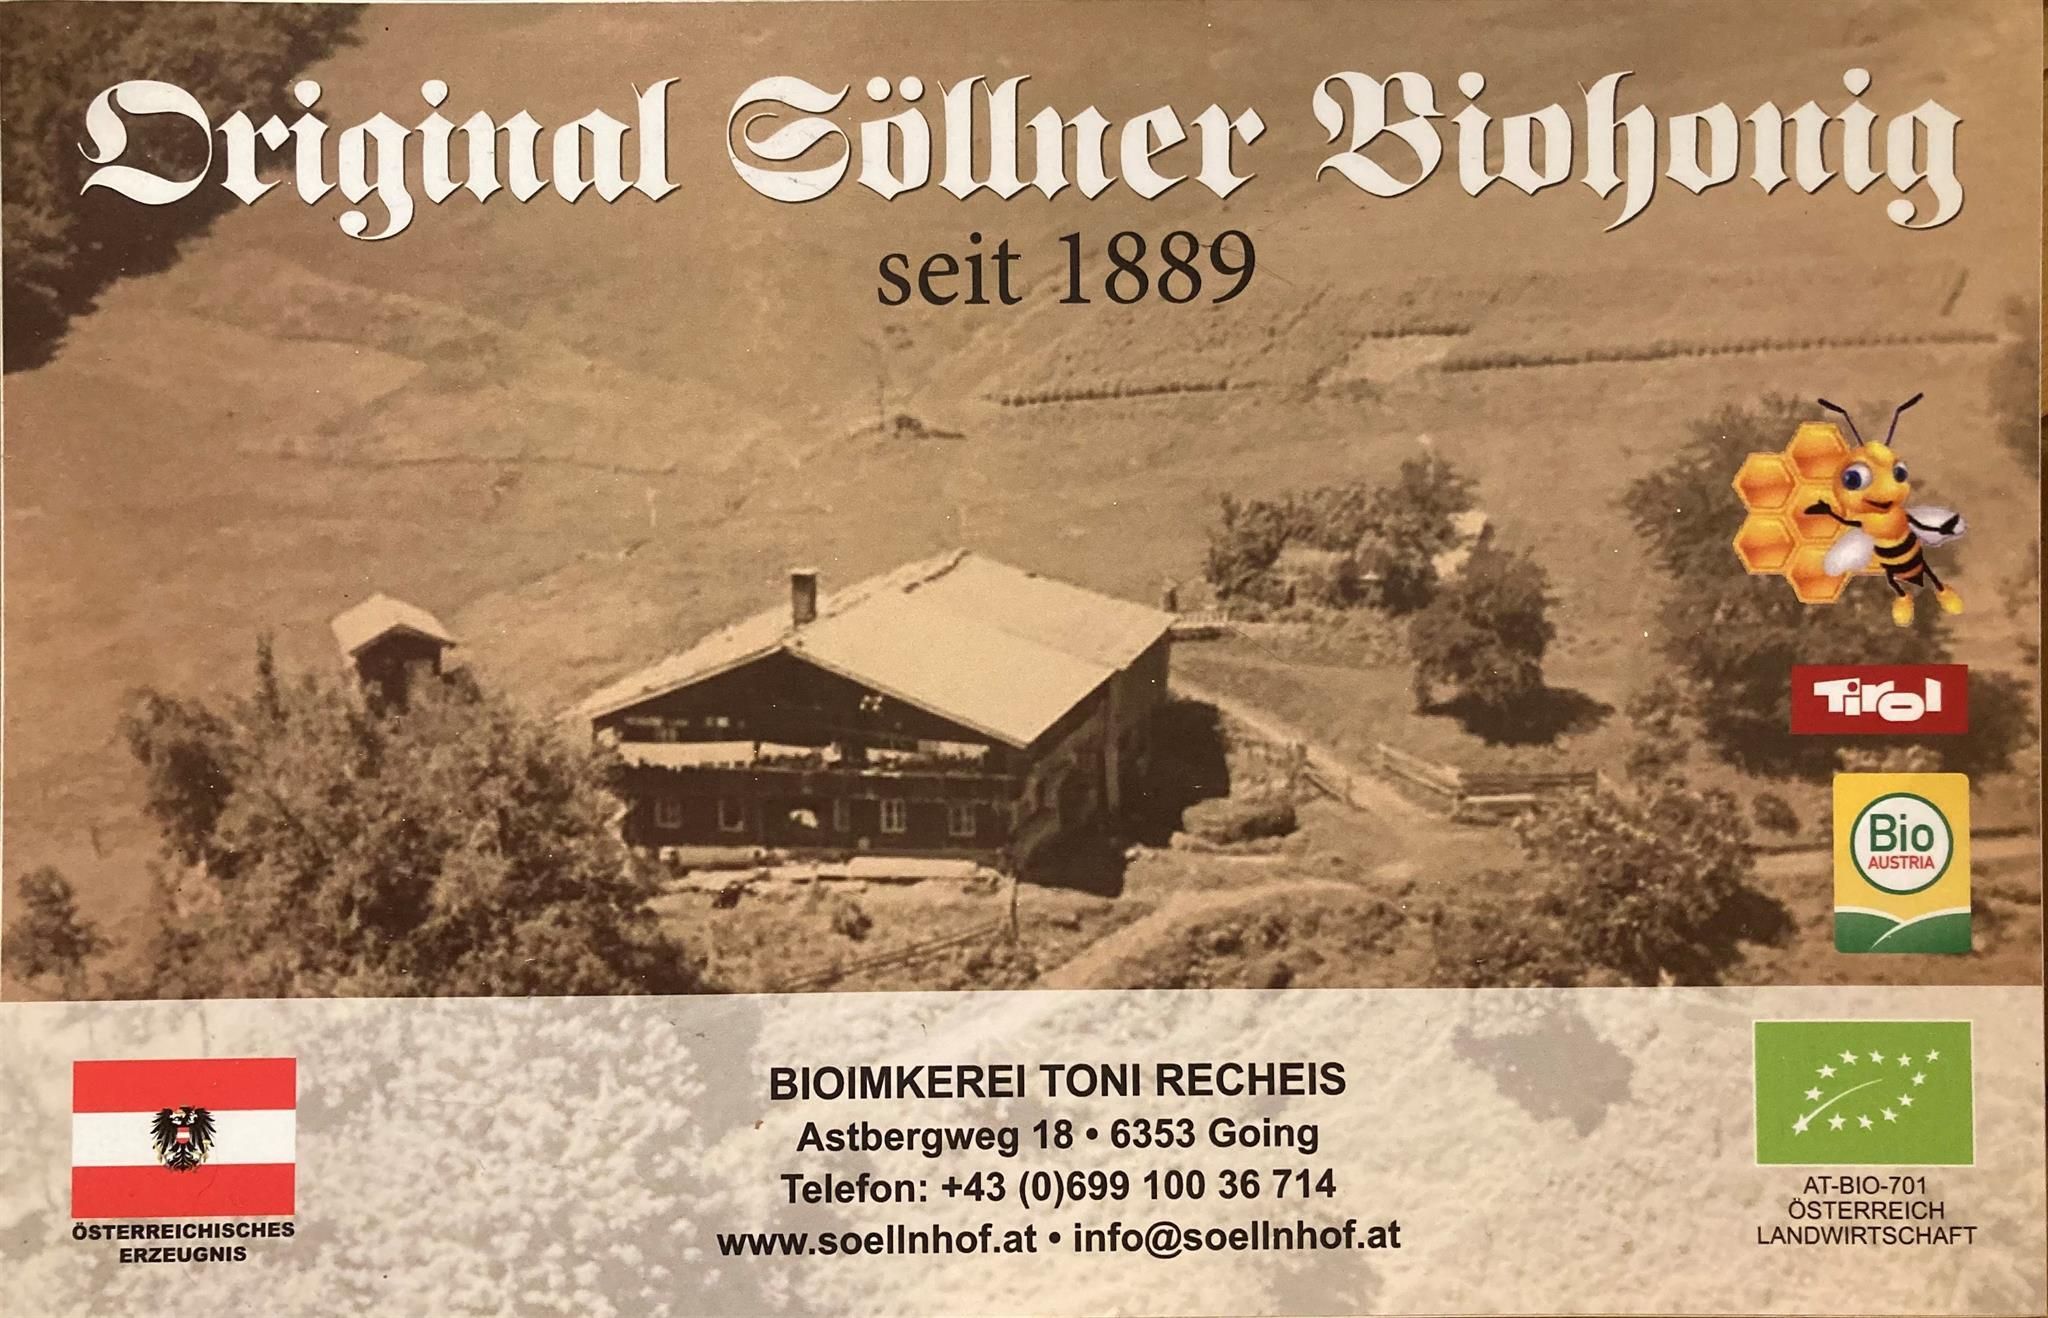 Original Söllner Biohonig
seit 1889
Tirol
Bio
AUSTRIA
BIOIMKEREI TONI RECHEIS
Astbergweg 18 • 6353 Going
Telefon: +43 (0)699 100 36 714
www.soellnhof.at • info@soellnhof.at
ÖSTERREICHISCHES
ERZEUGNIS
AT-BIO-701
ÖSTERREICH
LANDWIRTSCHAFT